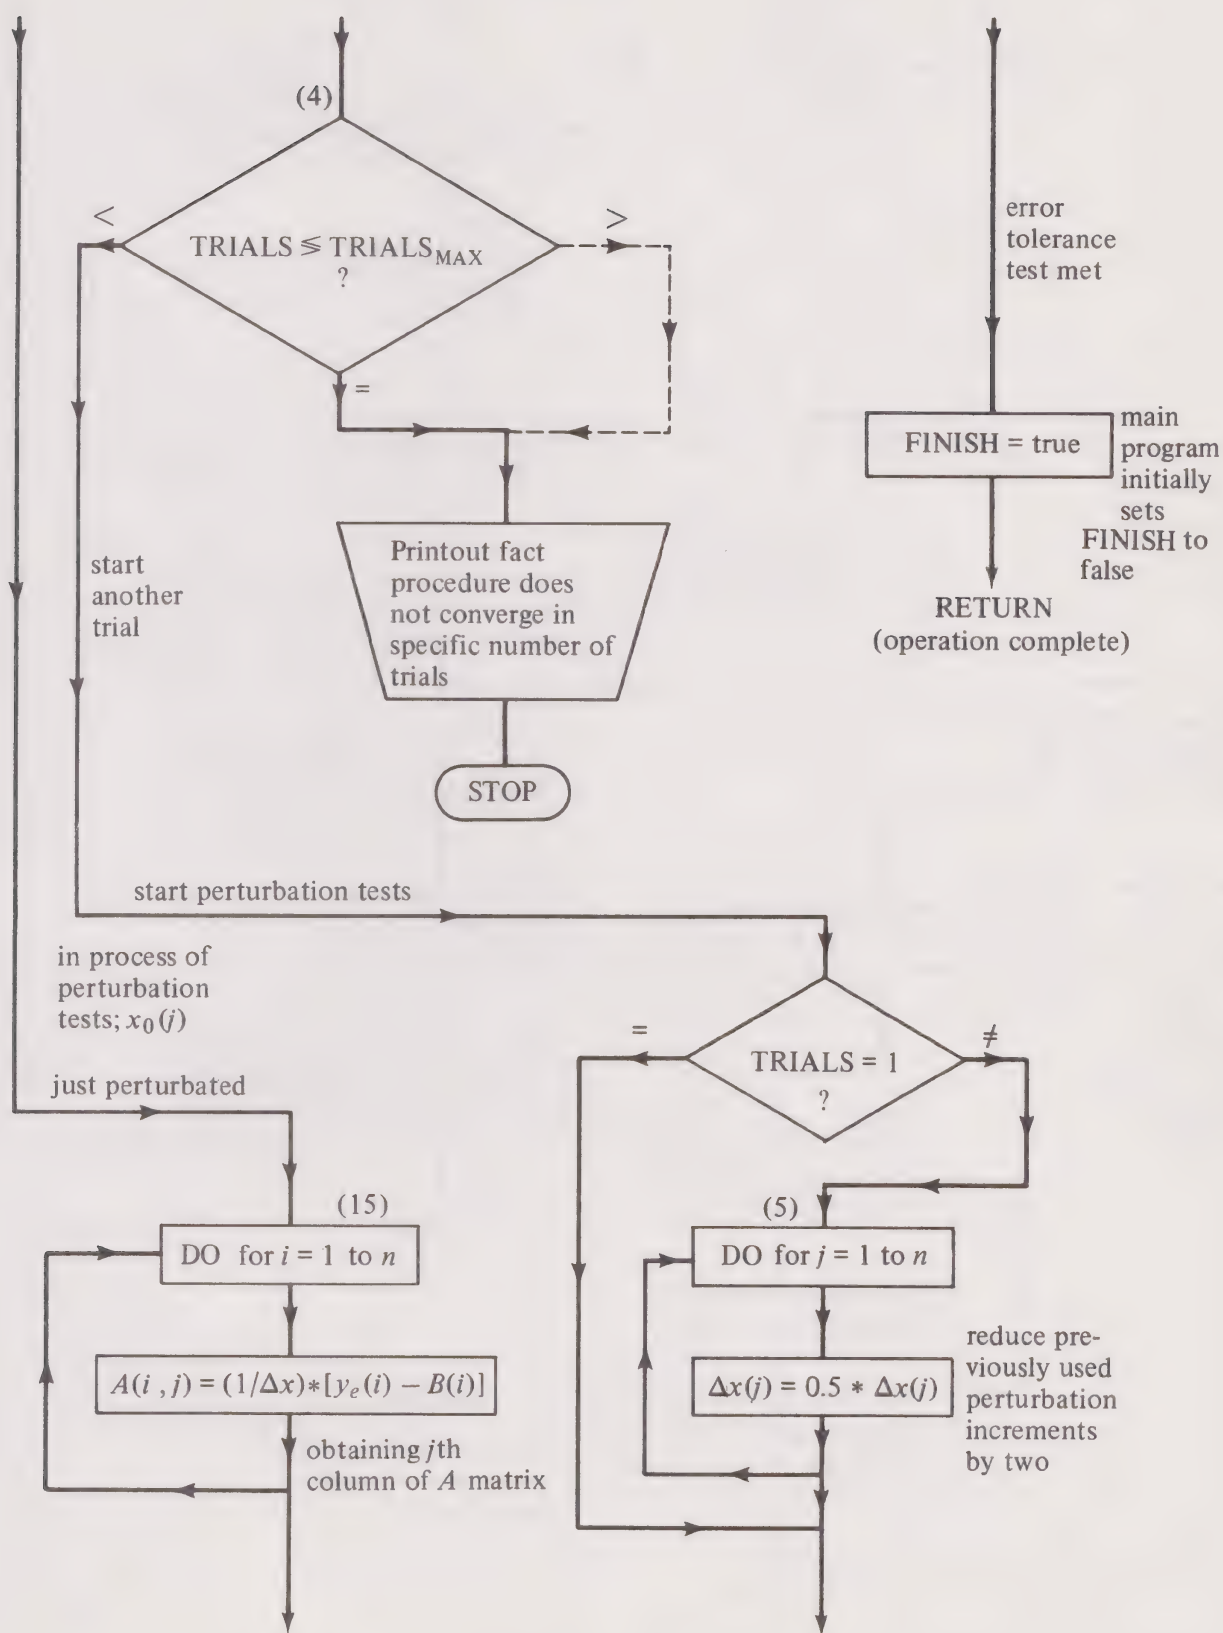 (4)
<
>
TRIALS ≦ TRIALS_MAX
?
=
error
tolerance
test met
FINISH = true
main
program
initially
sets
FINISH to
false
RETURN
(operation complete)
start
another
trial
Printout fact
procedure does
not converge in
specific number of
trials
STOP
start perturbation tests
in process of
perturbation
tests; x₀(j)
just perturbated
=
≠
TRIALS = 1
?
(15)
DO for i = 1 to n
A(i , j) = (1/Δx)*[yₑ(i) − B(i)]
obtaining jth
column of A matrix
(5)
DO for j = 1 to n
Δx(j) = 0.5 * Δx(j)
reduce pre-
viously used
perturbation
increments
by two